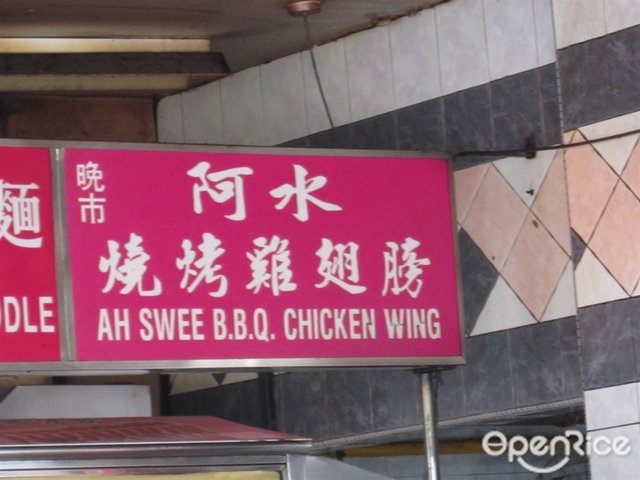 麵
ODLE
晚市
阿水
燒烤雞翅膀
AH SWEE B.B.Q. CHICKEN WING
OPENRICE